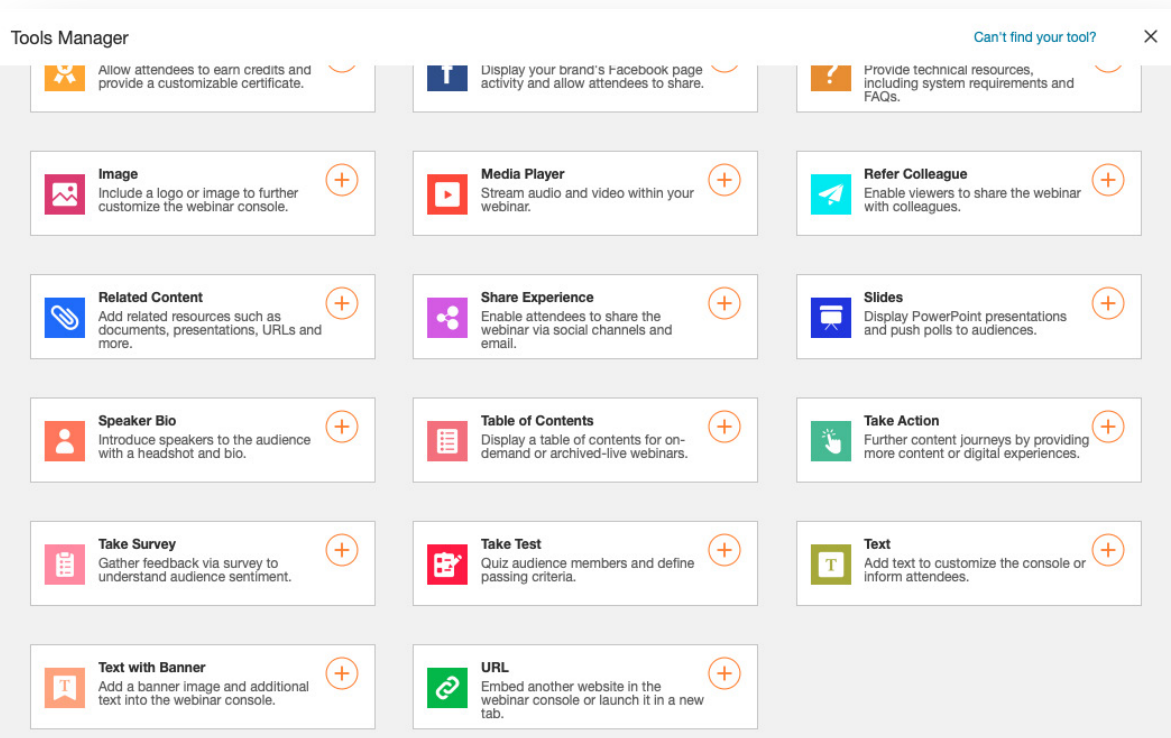 Tools Manager
Can't find your tool?
Allow attendees to earn credits and
provide a customizable certificate.
Display your brand's Facebook page
activity and allow attendees to share.
Provide technical resources,
including system requirements and
FAQs.
Image
Include a logo or image to further
customize the webinar console.
Media Player
Stream audio and video within your
webinar.
Refer Colleague
Enable viewers to share the webinar
with colleagues.
Related Content
Add related resources such as
documents, presentations, URLs and
more.
Share Experience
Enable attendees to share the
webinar via social channels and
email.
Slides
Display PowerPoint presentations
and push polls to audiences.
Speaker Bio
Introduce speakers to the audience
with a headshot and bio.
Table of Contents
Display a table of contents for on-
demand or archived-live webinars.
Take Action
Further content journeys by providing
more content or digital experiences.
Take Survey
Gather feedback via survey to
understand audience sentiment.
Take Test
Quiz audience members and define
passing criteria.
Text
Add text to customize the console or
inform attendees.
Text with Banner
Add a banner image and additional
text into the webinar console.
URL
Embed another website in the
webinar console or launch it in a new
tab.